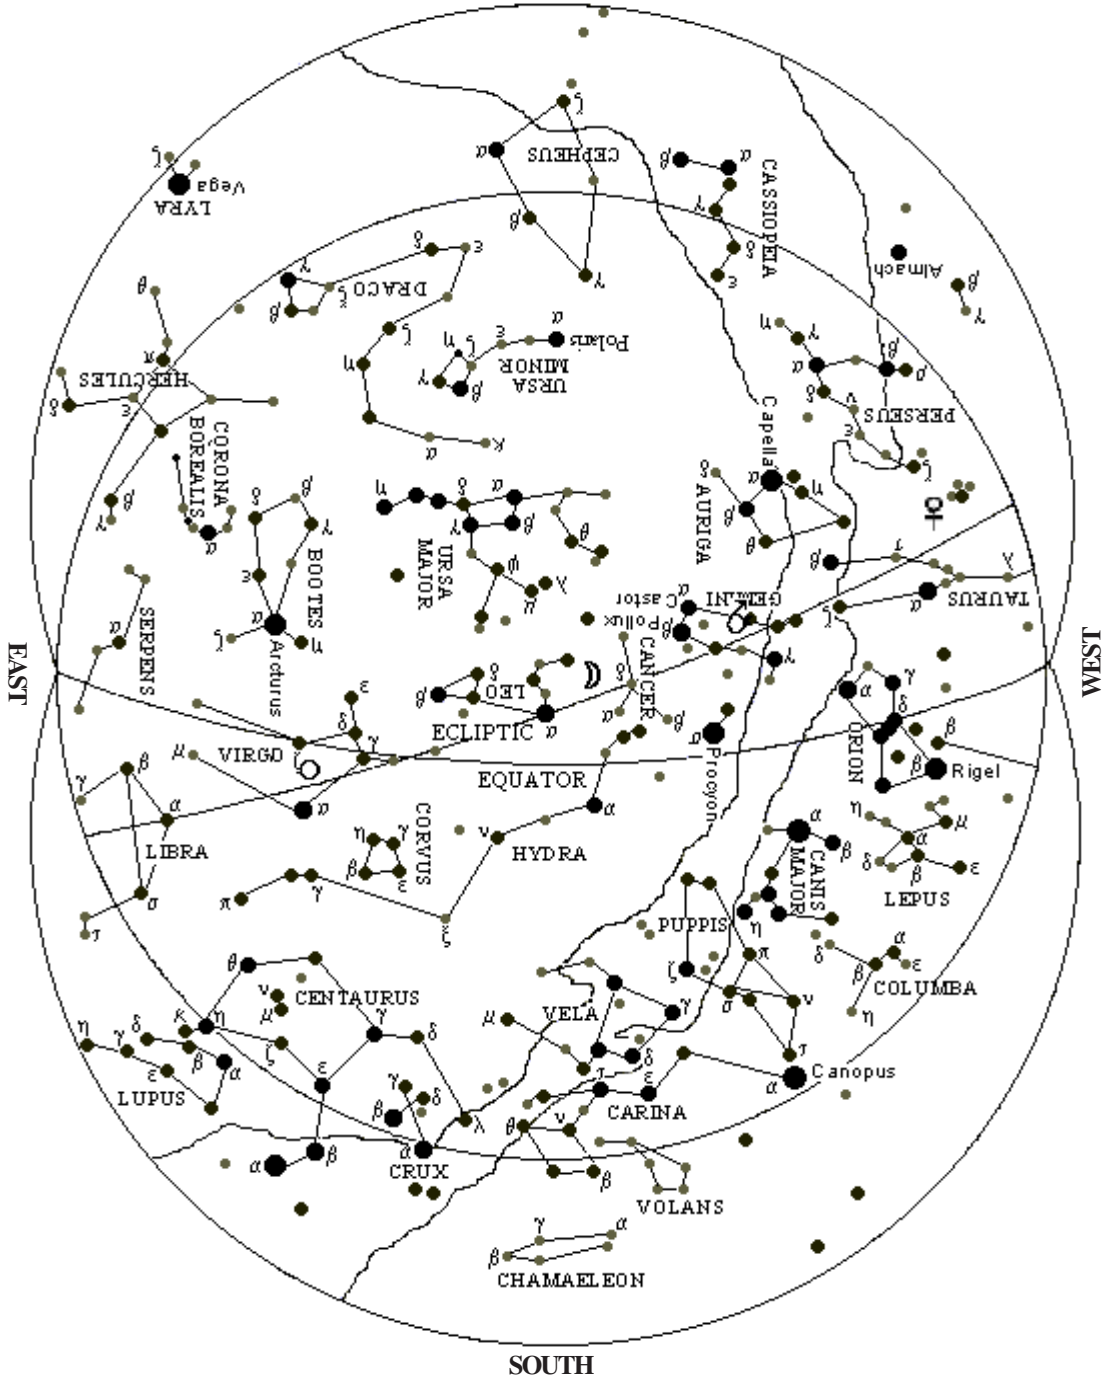 ζ
α
CEPHEUS
β
α
CASSIOPEIA
ζ
Vega
LYRA
β
γ
γ
δ
ε
δ
ε
Almach
θ
γ
DRACO
ζ
β
γ
β
γ
π
HERCULES
δ
ε
ζ
η
η
ζ
ε
α
Polaris
URSA
MINOR
γ
β
η
γ
α
β
ρ
δ
ν
PERSEUS
ε
ζ
CORONA
BOREALIS
α
κ
α
Capella
β
γ
δ
β
γ
BOOTES
ε
η
δ
α
γ
β
URSA
MAJOR
θ
ψ
μ
λ
δ
AURIGA
α
η
β
θ
♀
β
τ
λ
TAURUS
α
ζ
SERPENS
α
ζ
α
Arcturus
η
α
Castor
GEMINI
♂
β
Pollux
γ
CANCER
δ
α
β
EAST
WEST
LEO
δ
β
α
☽
ECLIPTIC
ε
δ
γ
VIRGO
ζ
μ
α
EQUATOR
α
Procyon
α
γ
δ
ORION
β
β
Rigel
γ
β
α
LIBRA
σ
τ
CORVUS
η
γ
β
ε
ν
HYDRA
α
π
γ
ζ
α
β
CANIS
MAJOR
η
η
μ
α
δ
β
ε
LEPUS
PUPPIS
π
ζ
σ
ν
τ
δ
α
β
ε
COLUMBA
η
θ
ν
CENTAURUS
μ
γ
δ
κ
η
ζ
ε
λ
β
μ
VELA
γ
δ
η
δ
γ
β
α
ε
LUPUS
γ
δ
β
α
CRUX
α
Canopus
τ
ε
CARINA
θ
ν
β
VOLANS
γ
α
β
CHAMAELEON
SOUTH